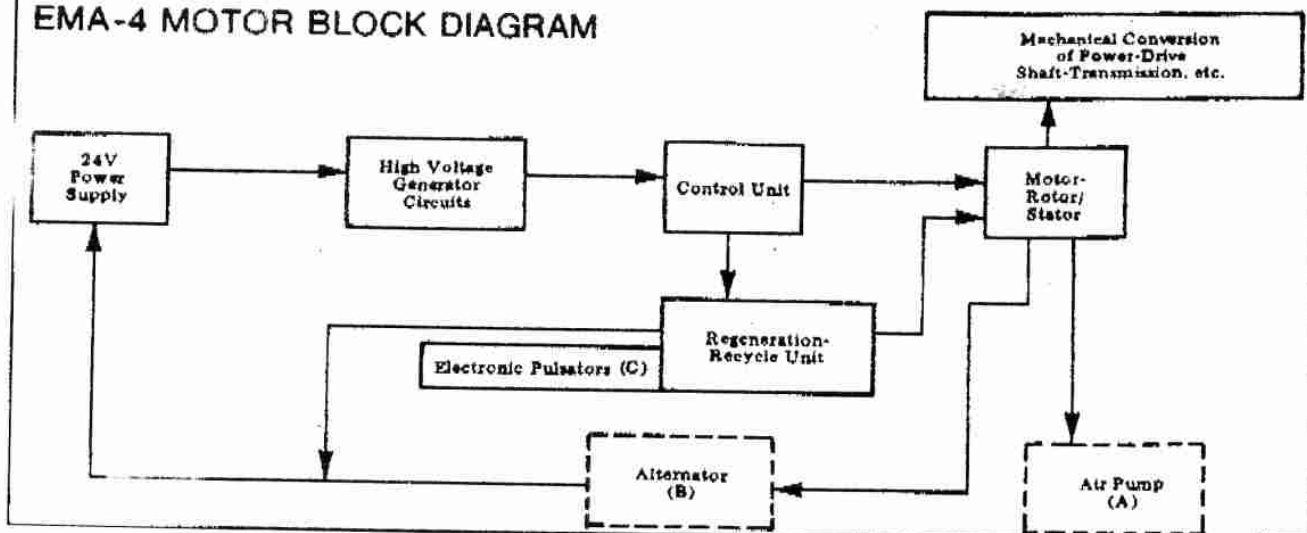 EMA-4 MOTOR BLOCK DIAGRAM
Mechanical Conversion
of Power-Drive
Shaft-Transmission, etc.
24V
Power
Supply
High Voltage
Generator
Circuits
Control Unit
Motor-
Rotor/
Stator
Regeneration-
Recycle Unit
Electronic Pulsators (C)
Alternator
(B)
Air Pump
(A)